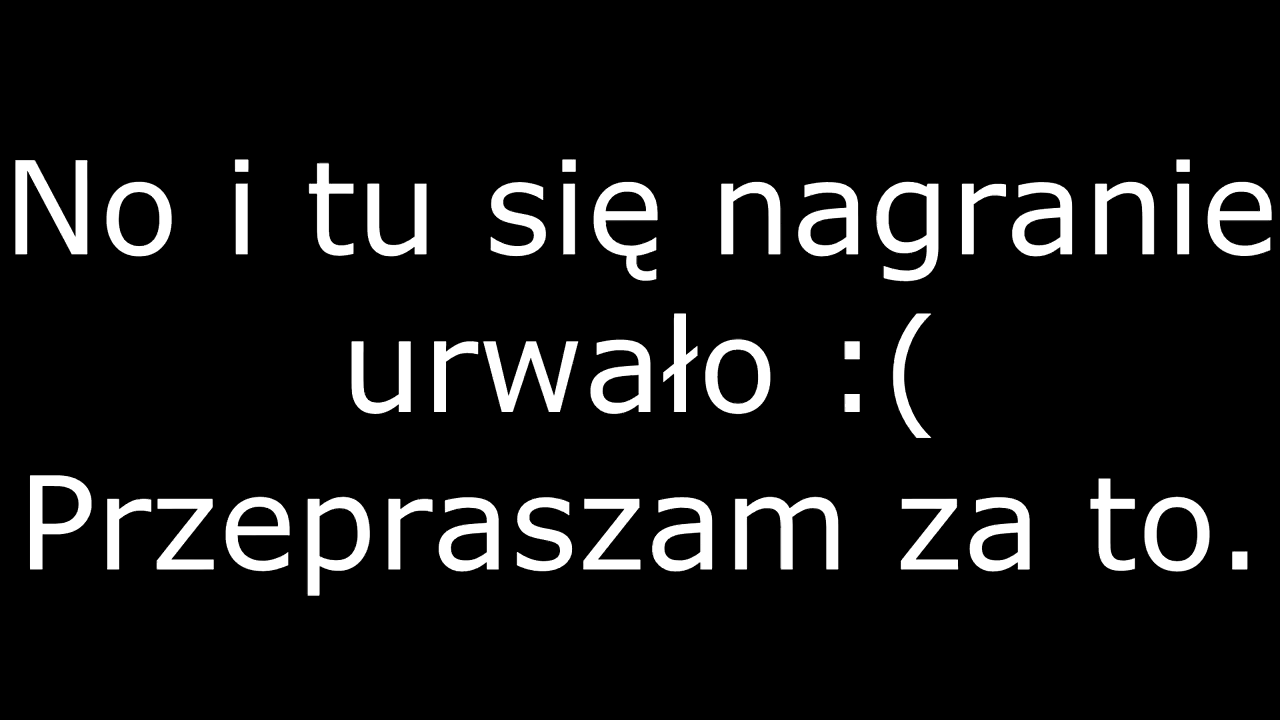 No i tu się nagranie
urwało :(
Przepraszam za to.